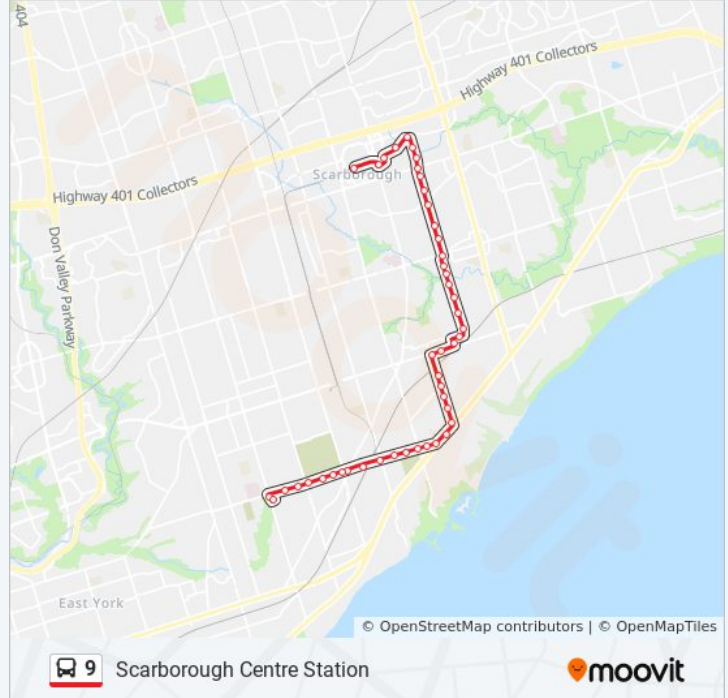 404
Highway 401 Collectors
Scarborough
Highway 401 Collectors
Don Valley Parkway
East York
© OpenStreetMap contributors | © OpenMapTiles
9 Scarborough Centre Station
moovit